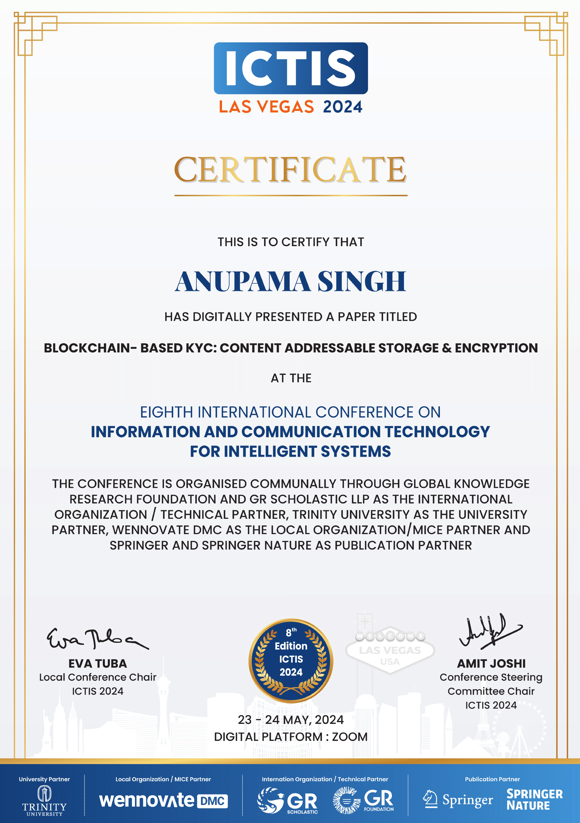 ICTIS
LAS VEGAS 2024
CERTIFICATE
THIS IS TO CERTIFY THAT
ANUPAMA SINGH
HAS DIGITALLY PRESENTED A PAPER TITLED
BLOCKCHAIN- BASED KYC: CONTENT ADDRESSABLE STORAGE & ENCRYPTION
AT THE
EIGHTH INTERNATIONAL CONFERENCE ON
INFORMATION AND COMMUNICATION TECHNOLOGY
FOR INTELLIGENT SYSTEMS
THE CONFERENCE IS ORGANISED COMMUNALLY THROUGH GLOBAL KNOWLEDGE
RESEARCH FOUNDATION AND GR SCHOLASTIC LLP AS THE INTERNATIONAL
ORGANIZATION / TECHNICAL PARTNER, TRINITY UNIVERSITY AS THE UNIVERSITY
PARTNER, WENNOVATE DMC AS THE LOCAL ORGANIZATION/MICE PARTNER AND
SPRINGER AND SPRINGER NATURE AS PUBLICATION PARTNER
Eva Tuba
EVA TUBA
Local Conference Chair
ICTIS 2024
8th
Edition
ICTIS
2024
LAS VEGAS
USA
AMIT JOSHI
Conference Steering
Committee Chair
ICTIS 2024
23 - 24 MAY, 2024
DIGITAL PLATFORM : ZOOM
University Partner
TRINITY
UNIVERSITY
Local Organization / MICE Partner
wennovate DMC
Internation Organization / Technical Partner
GR
SCHOLASTIC
GR
FOUNDATION
Publication Partner
Springer
SPRINGER
NATURE